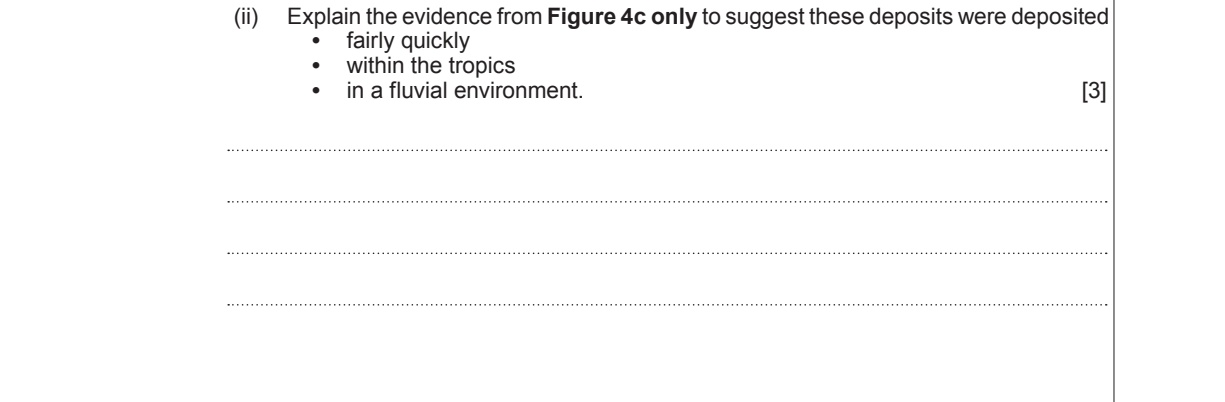 (ii) Explain the evidence from Figure 4c only to suggest these deposits were deposited
• fairly quickly
• within the tropics
• in a fluvial environment. [3]